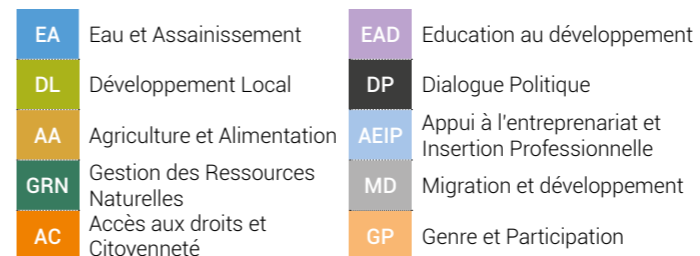 EA Eau et Assainissement
DL Développement Local
AA Agriculture et Alimentation
GRN Gestion des Ressources
Naturelles
AC Accès aux droits et
Citoyenneté
EAD Education au développement
DP Dialogue Politique
AEIP Appui à l'entreprenariat et
Insertion Professionnelle
MD Migration et développement
GP Genre et Participation